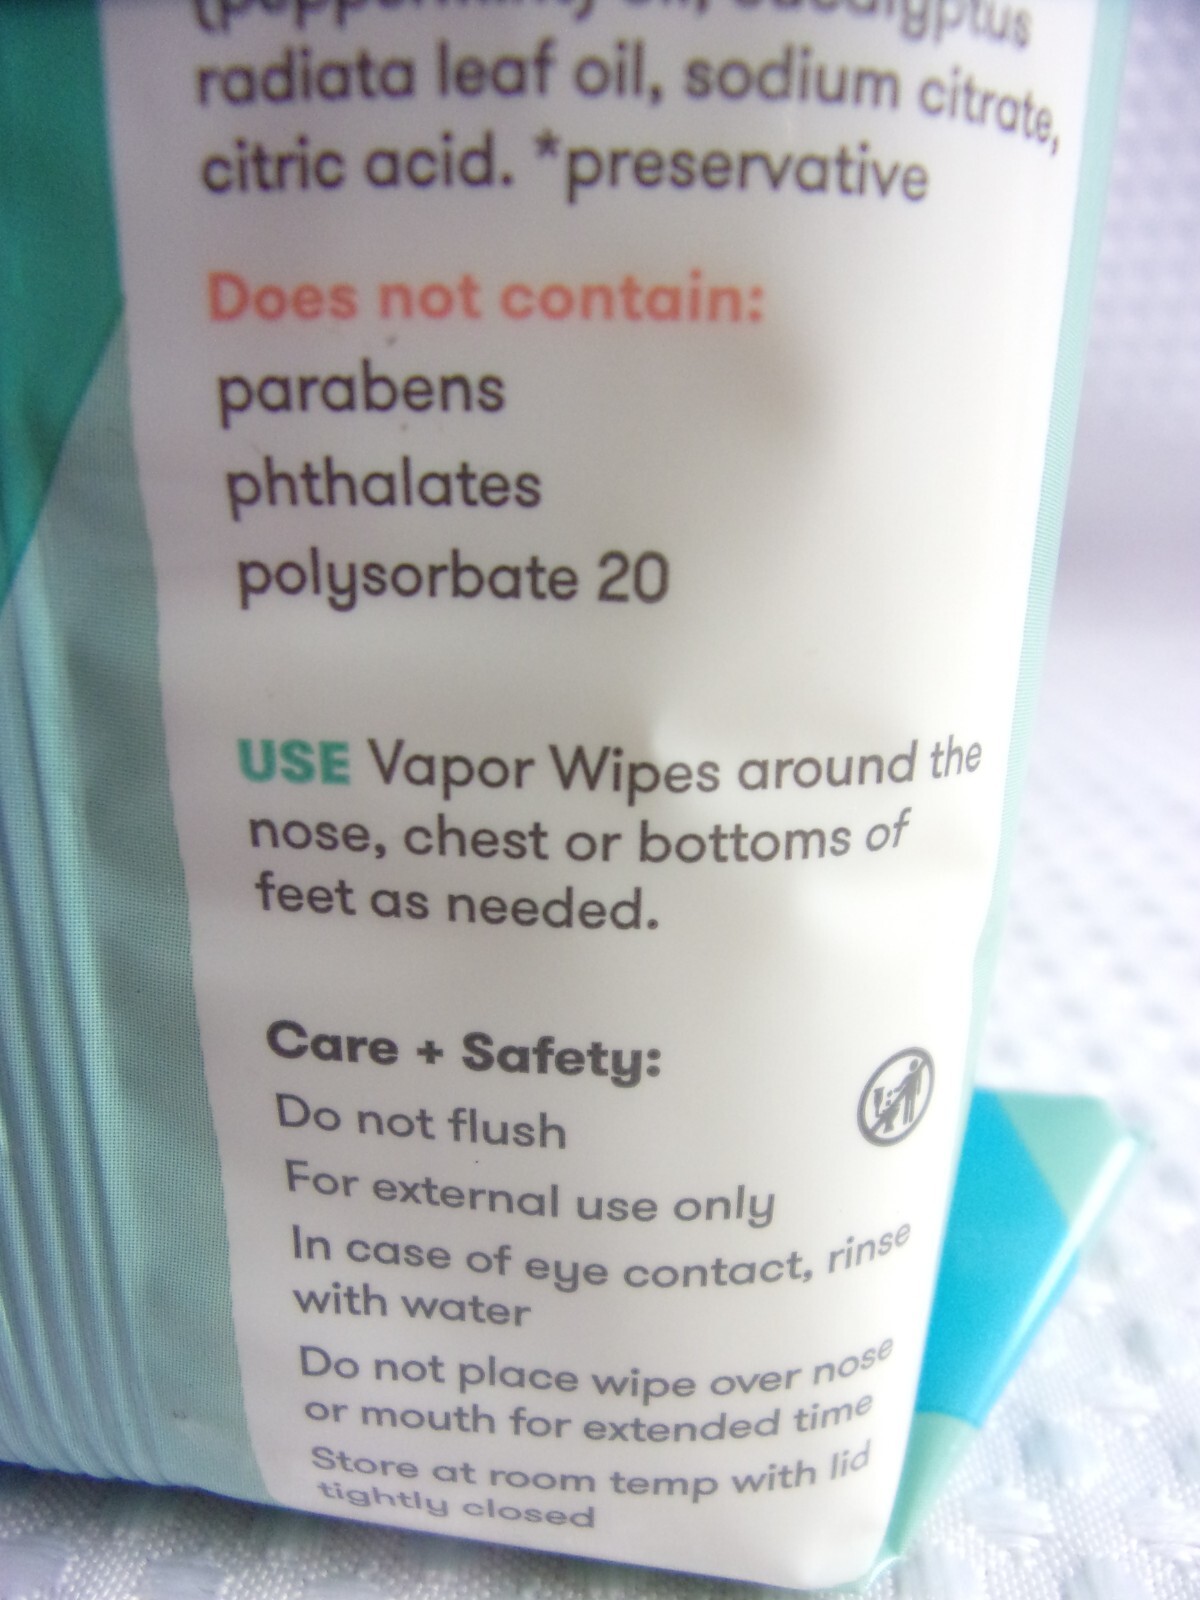 (peppermint) oil, eucalyptus
radiata leaf oil, sodium citrate,
citric acid. *preservative
Does not contain:
parabens
phthalates
polysorbate 20
USE Vapor Wipes around the
nose, chest or bottoms of
feet as needed.
Care + Safety:
Do not flush
For external use only
In case of eye contact, rinse
with water
Do not place wipe over nose
or mouth for extended time
Store at room temp with lid
tightly closed